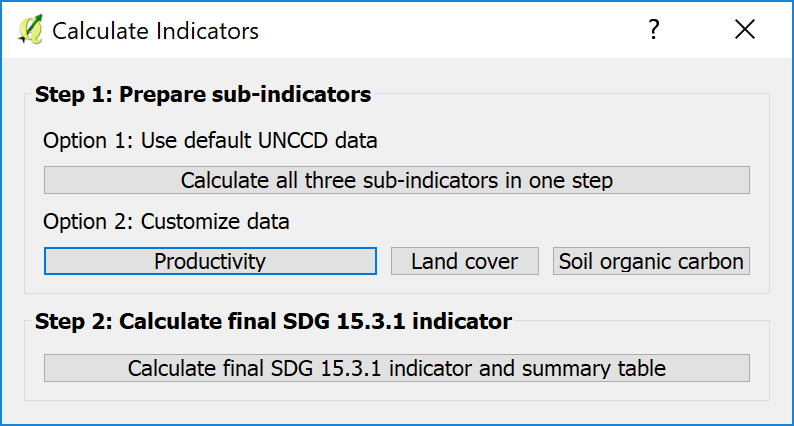 Calculate Indicators
?
Step 1: Prepare sub-indicators
Option 1: Use default UNCCD data
Calculate all three sub-indicators in one step
Option 2: Customize data
Productivity Land cover Soil organic carbon
Step 2: Calculate final SDG 15.3.1 indicator
Calculate final SDG 15.3.1 indicator and summary table